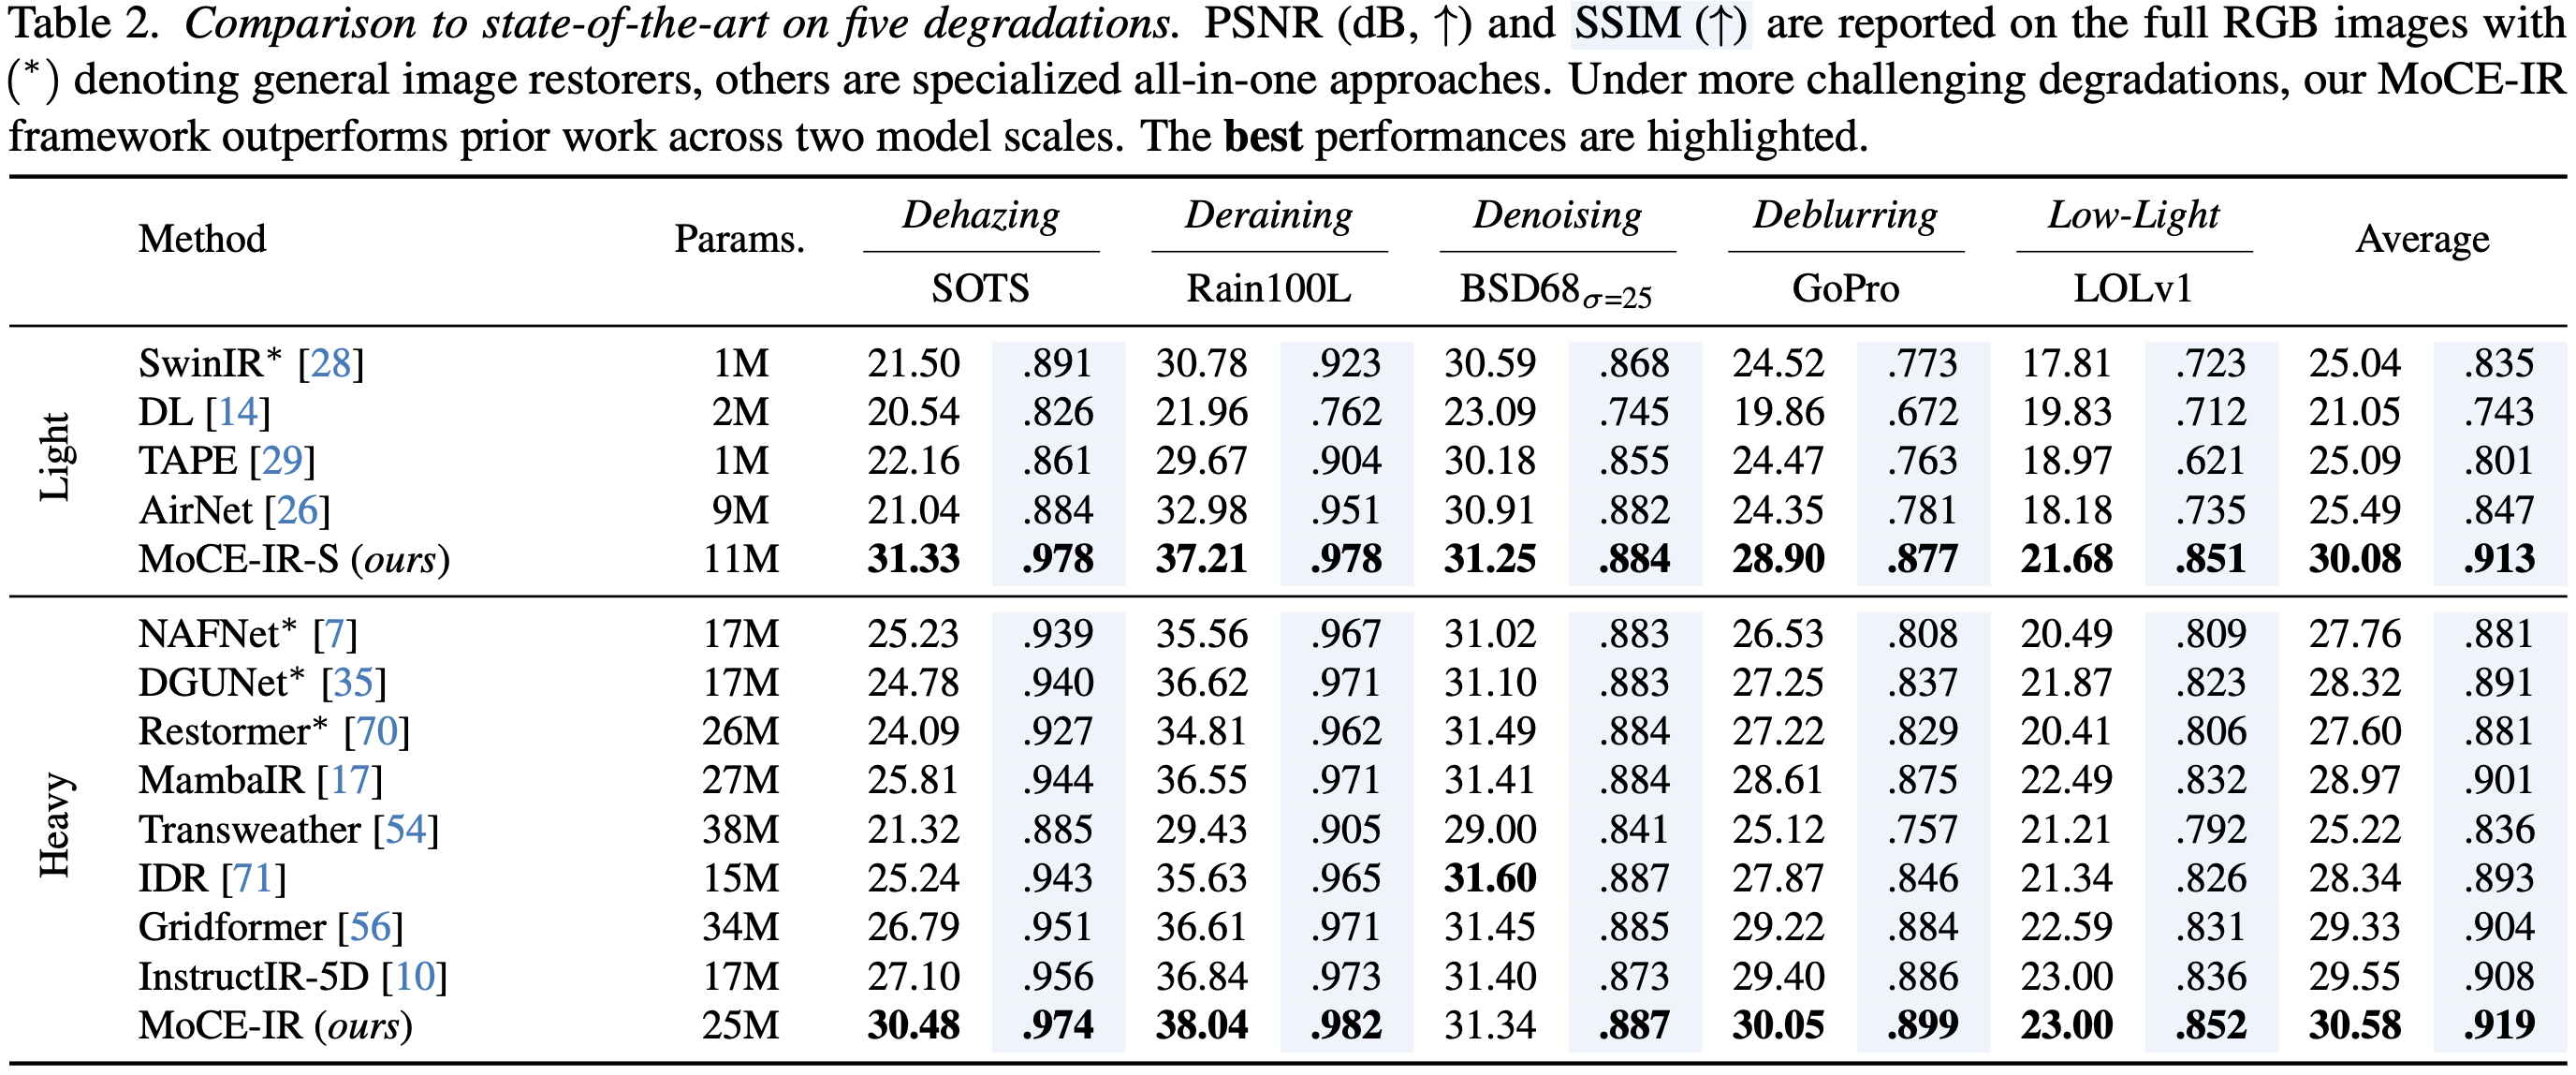 Table 2. Comparison to state-of-the-art on five degradations. PSNR (dB, ↑) and SSIM (↑) are reported on the full RGB images with
(*) denoting general image restorers, others are specialized all-in-one approaches. Under more challenging degradations, our MoCE-IR
framework outperforms prior work across two model scales. The best performances are highlighted.
Method Params. Dehazing Deraining Denoising Deblurring Low-Light Average
SOTS Rain100L BSD68σ=25 GoPro LOLv1
Light
SwinIR* [28] 1M 21.50 .891 30.78 .923 30.59 .868 24.52 .773 17.81 .723 25.04 .835
DL [14] 2M 20.54 .826 21.96 .762 23.09 .745 19.86 .672 19.83 .712 21.05 .743
TAPE [29] 1M 22.16 .861 29.67 .904 30.18 .855 24.47 .763 18.97 .621 25.09 .801
AirNet [26] 9M 21.04 .884 32.98 .951 30.91 .882 24.35 .781 18.18 .735 25.49 .847
MoCE-IR-S (ours) 11M 31.33 .978 37.21 .978 31.25 .884 28.90 .877 21.68 .851 30.08 .913
Heavy
NAFNet* [7] 17M 25.23 .939 35.56 .967 31.02 .883 26.53 .808 20.49 .809 27.76 .881
DGUNet* [35] 17M 24.78 .940 36.62 .971 31.10 .883 27.25 .837 21.87 .823 28.32 .891
Restormer* [70] 26M 24.09 .927 34.81 .962 31.49 .884 27.22 .829 20.41 .806 27.60 .881
MambaIR [17] 27M 25.81 .944 36.55 .971 31.41 .884 28.61 .875 22.49 .832 28.97 .901
Transweather [54] 38M 21.32 .885 29.43 .905 29.00 .841 25.12 .757 21.21 .792 25.22 .836
IDR [71] 15M 25.24 .943 35.63 .965 31.60 .887 27.87 .846 21.34 .826 28.34 .893
Gridformer [56] 34M 26.79 .951 36.61 .971 31.45 .885 29.22 .884 22.59 .831 29.33 .904
InstructIR-5D [10] 17M 27.10 .956 36.84 .973 31.40 .873 29.40 .886 23.00 .836 29.55 .908
MoCE-IR (ours) 25M 30.48 .974 38.04 .982 31.34 .887 30.05 .899 23.00 .852 30.58 .919